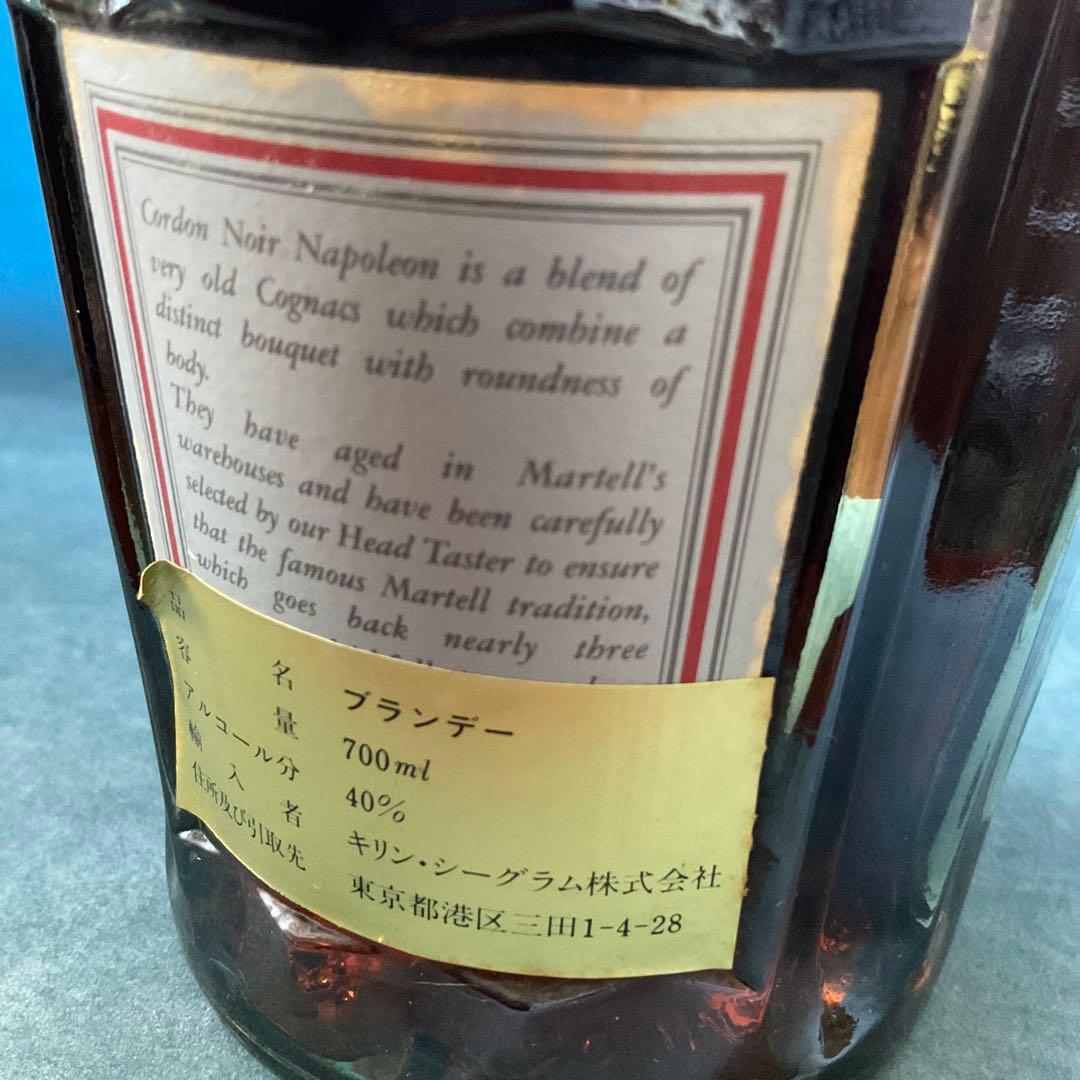 Cordon Noir Napoleon is a blend of
very old Cognacs which combine a
distinct bouquet with roundness of
body.
They have aged in Martell's
warehouses and have been carefully
selected by our Head Taster to ensure
that the famous Martell tradition,
which goes back nearly three
品名 ブランデー
容量 700ml
アルコール分 40%
輸入者 キリン・シーグラム株式会社
住所及び引取先 東京都港区三田1-4-28